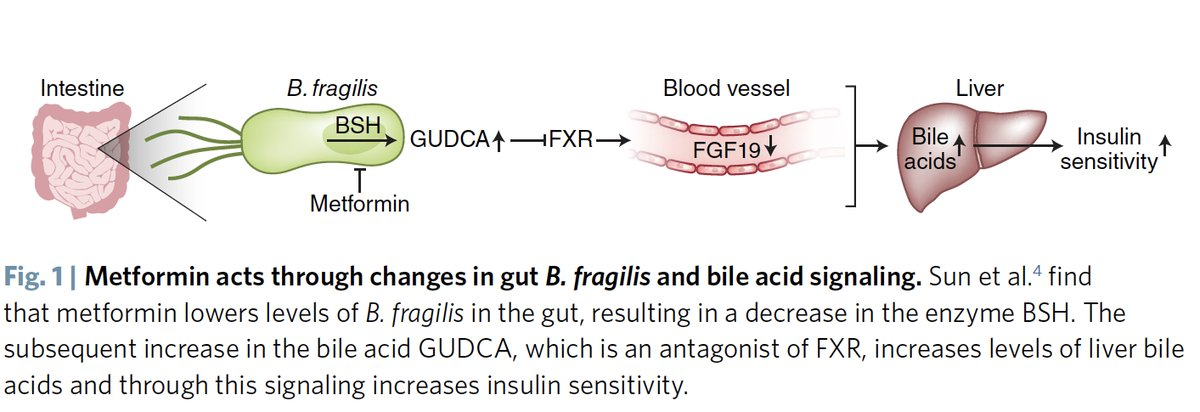 Intestine
B. fragilis
BSH
Metformin
GUDCA↑
FXR
Blood vessel
FGF19↓
Liver
Bile↑
acids
Insulin
sensitivity↑
Fig. 1 | Metformin acts through changes in gut B. fragilis and bile acid signaling. Sun et al.4 find
that metformin lowers levels of B. fragilis in the gut, resulting in a decrease in the enzyme BSH. The
subsequent increase in the bile acid GUDCA, which is an antagonist of FXR, increases levels of liver bile
acids and through this signaling increases insulin sensitivity.